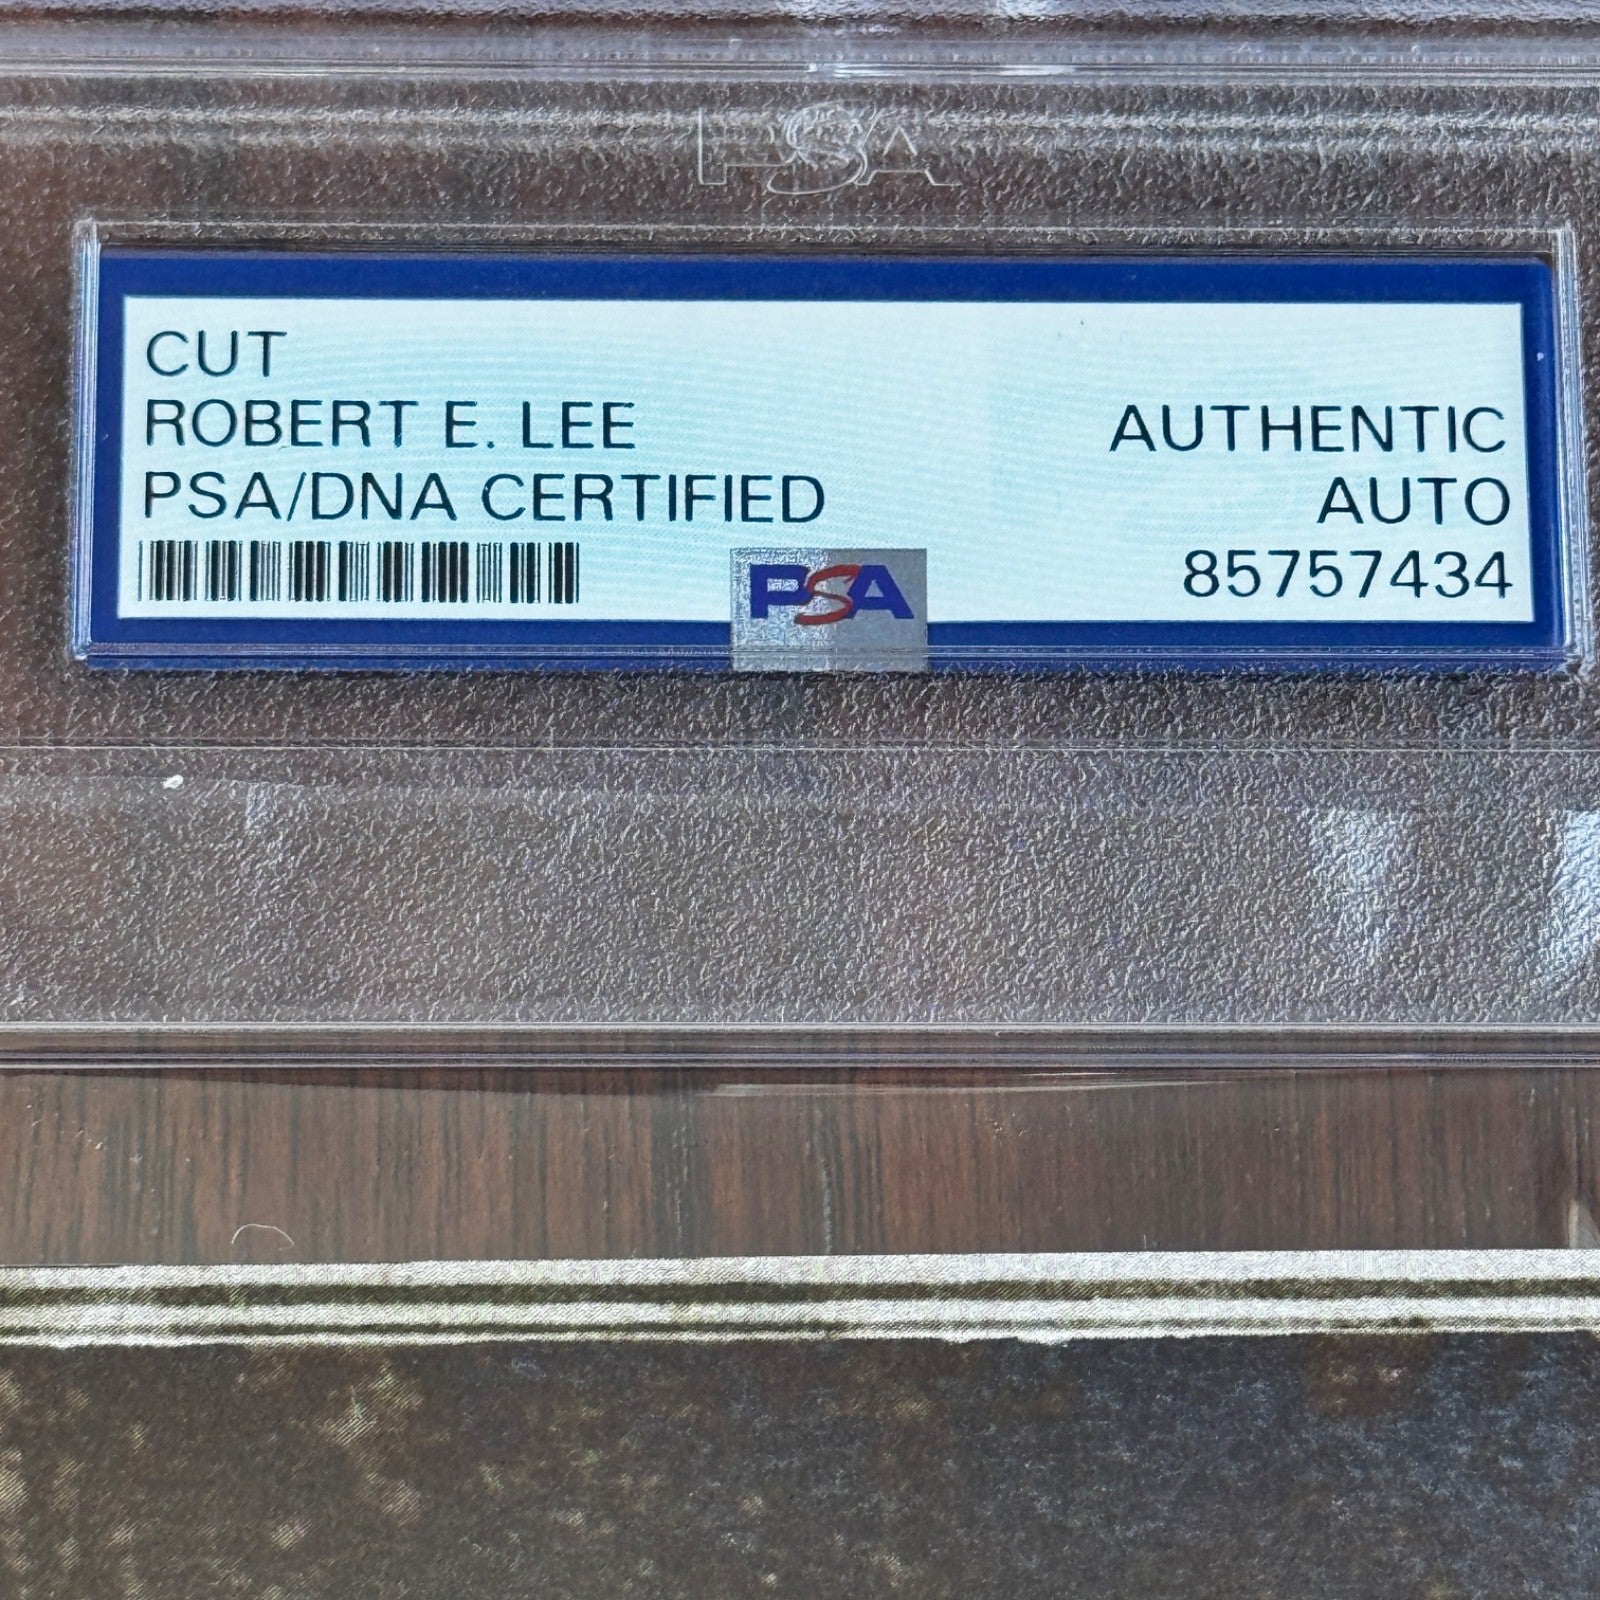 PSA
CUT
ROBERT E. LEE
PSA/DNA CERTIFIED
AUTHENTIC
AUTO
85757434
PSA